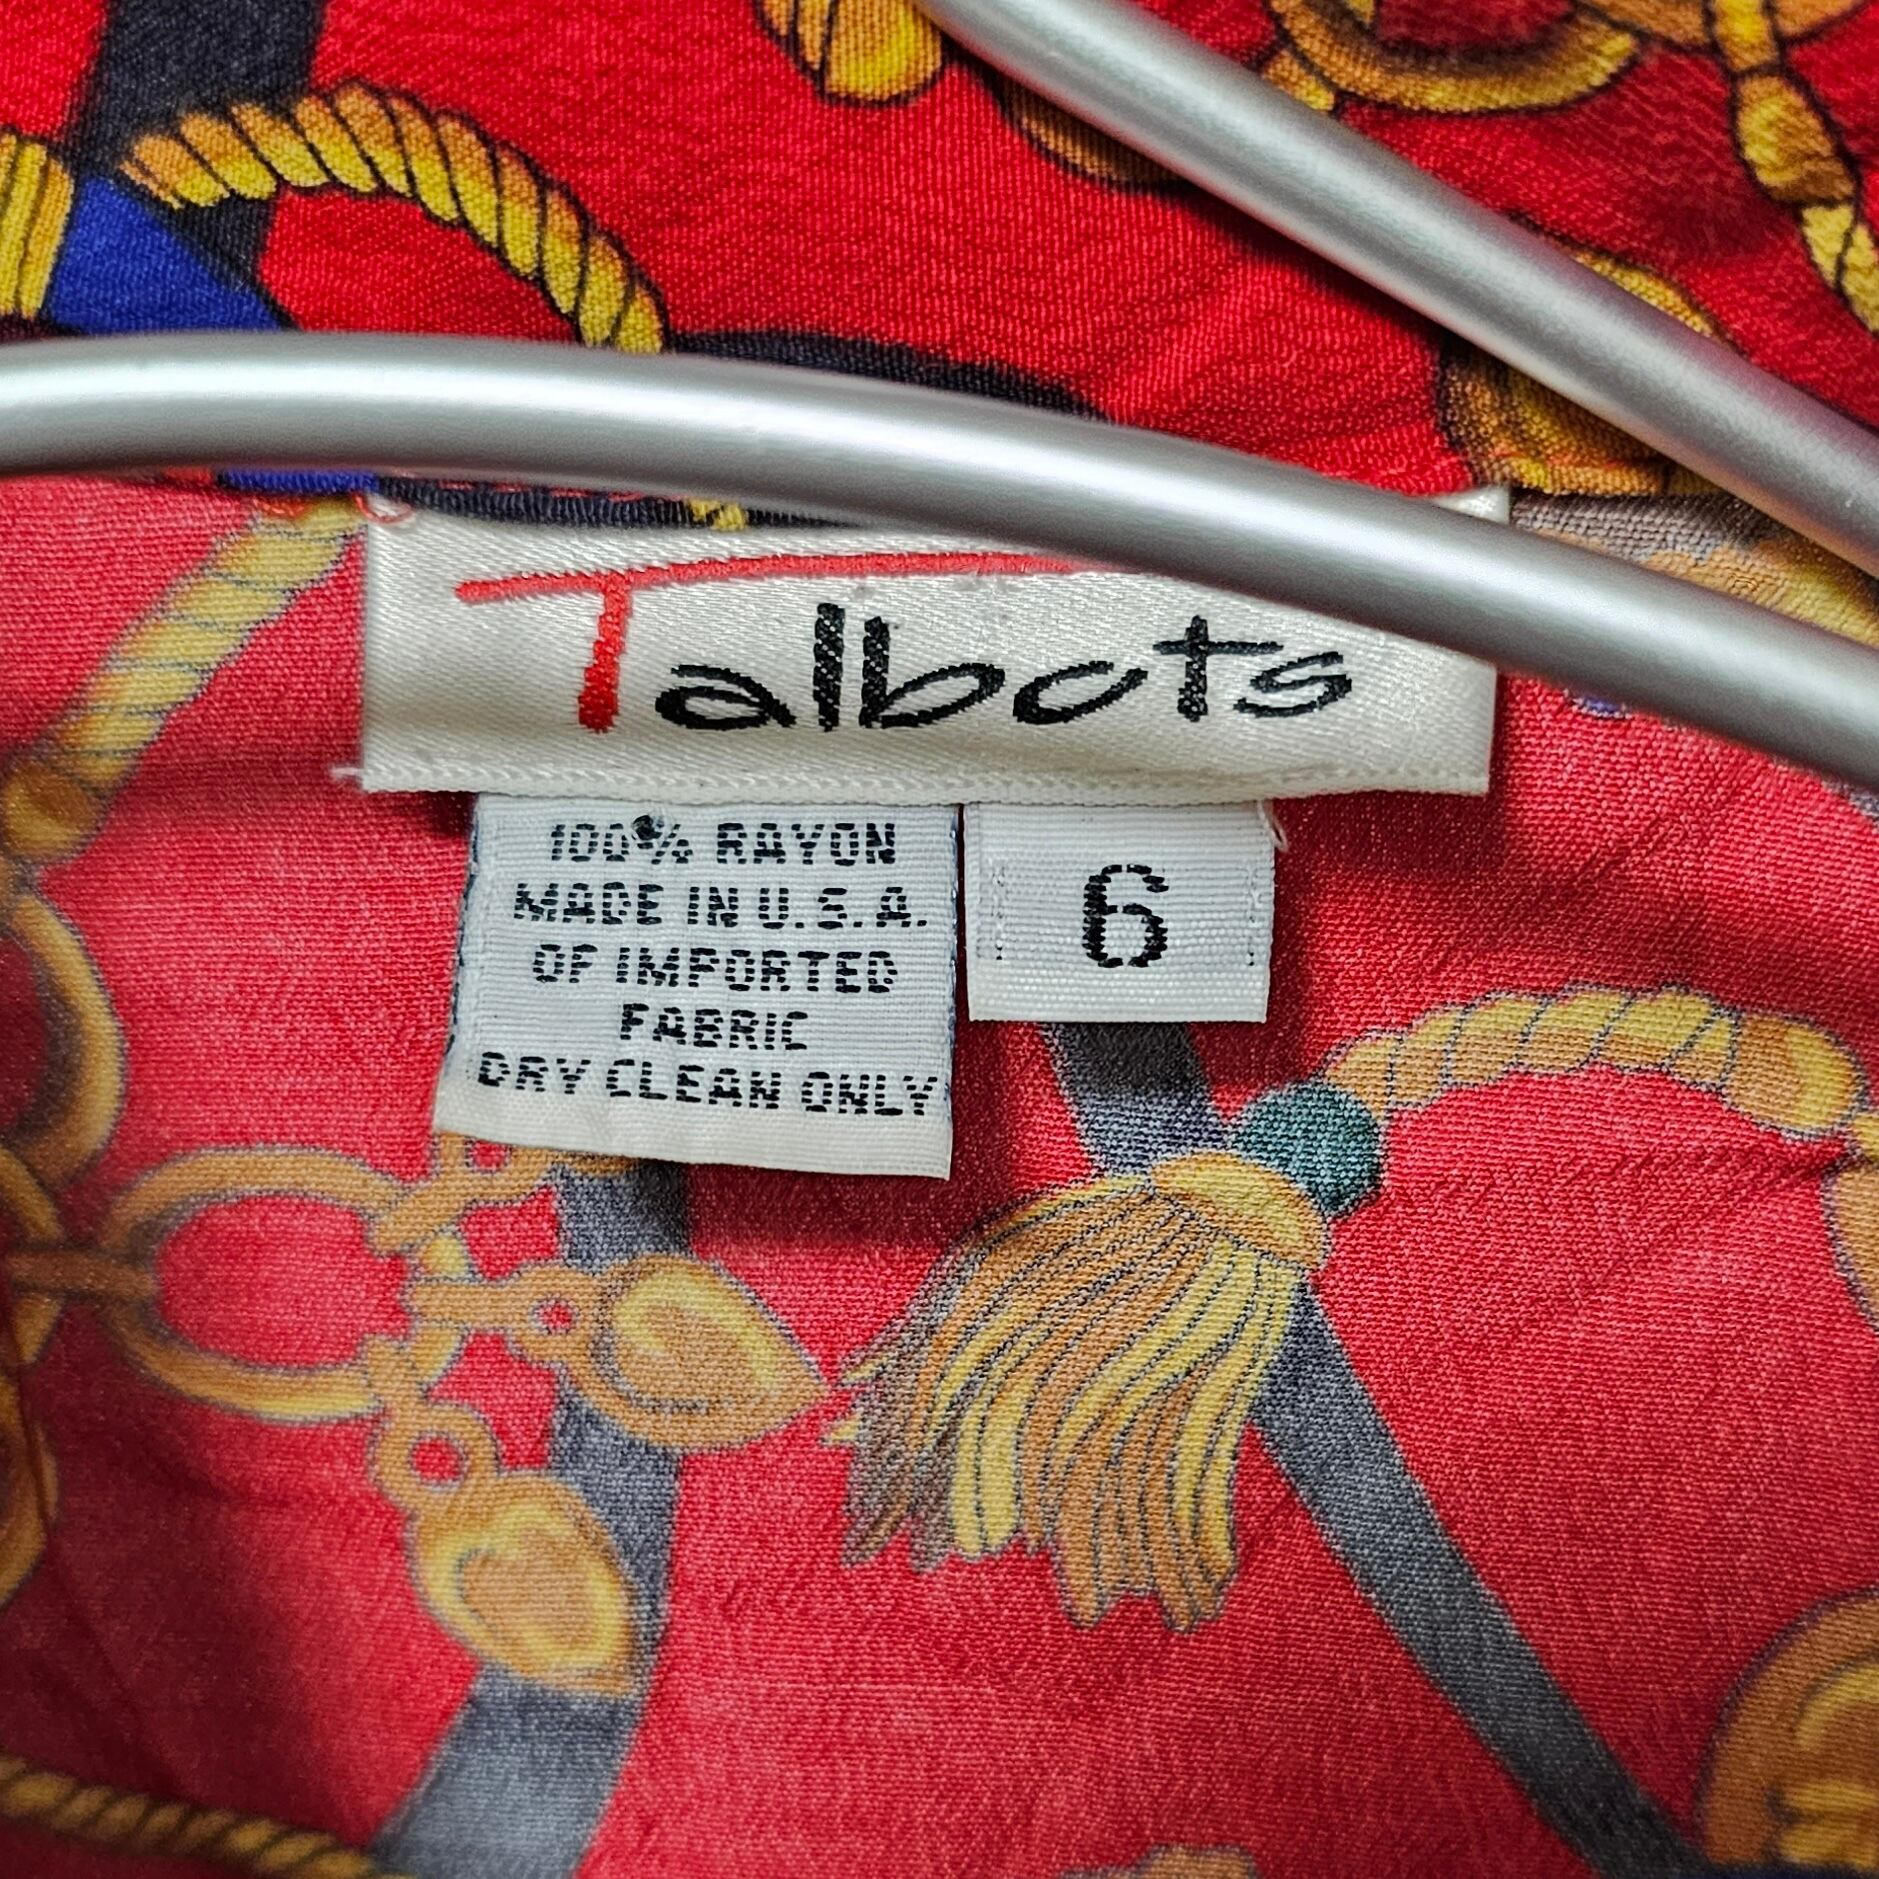 Talbots
100% RAYON
MADE IN U.S.A.
OF IMPORTED
FABRIC
DRY CLEAN ONLY
6